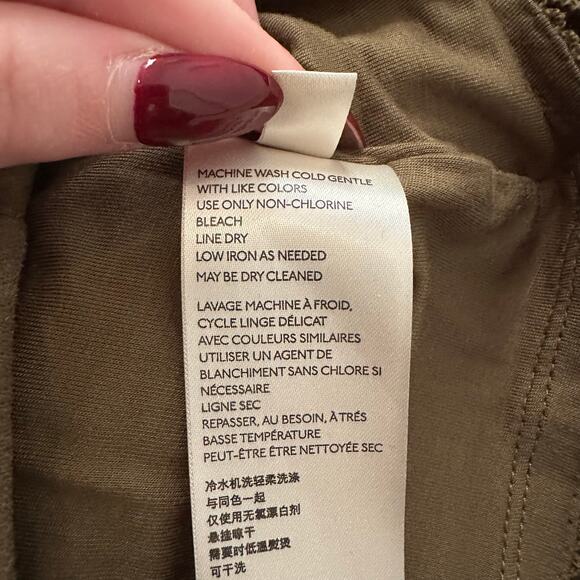 MACHINE WASH COLD GENTLE
WITH LIKE COLORS
USE ONLY NON-CHLORINE
BLEACH
LINE DRY
LOW IRON AS NEEDED
MAY BE DRY CLEANED
LAVAGE MACHINE À FROID,
CYCLE LINGE DÉLICAT
AVEC COULEURS SIMILAIRES
UTILISER UN AGENT DE
BLANCHIMENT SANS CHLORE SI
NÉCESSAIRE
LIGNE SEC
REPASSER, AU BESOIN, À TRÉS
BASSE TEMPÉRATURE
PEUT-ÊTRE ÊTRE NETTOYÉE SEC
冷水机洗轻柔洗涤
与同色一起
仅使用无氯漂白剂
悬挂晾干
需要时低溫熨烫
可干洗